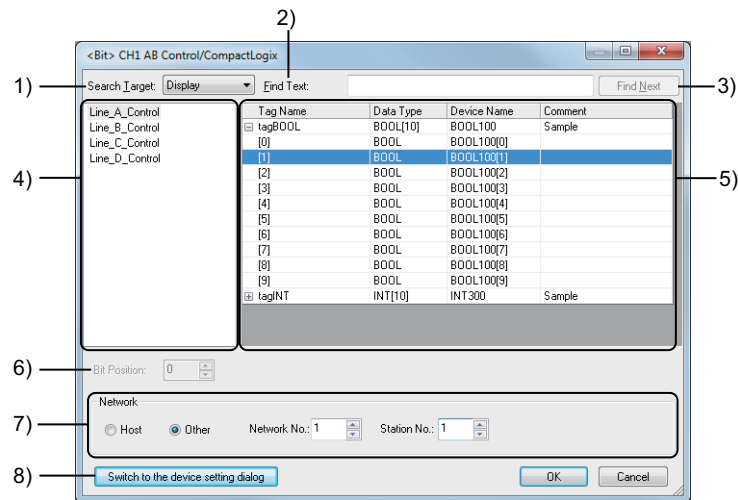 2)
<Bit> CH1 AB Control/CompactLogix
1) Search Target: Display Find Text: Find Next 3)
Line_A_Control
Line_B_Control
Line_C_Control
Line_D_Control
4)
Tag Name Data Type Device Name Comment
tagBOOL BOOL[10] BOOL100 Sample
[0] BOOL BOOL100[0]
[1] BOOL BOOL100[1]
[2] BOOL BOOL100[2]
[3] BOOL BOOL100[3]
[4] BOOL BOOL100[4]
[5] BOOL BOOL100[5]
[6] BOOL BOOL100[6]
[7] BOOL BOOL100[7]
[8] BOOL BOOL100[8]
[9] BOOL BOOL100[9]
tagINT INT[10] INT300 Sample
5)
6) Bit Position: 0
Network
7) Host Other Network No.: 1 Station No.: 1
8) Switch to the device setting dialog OK Cancel